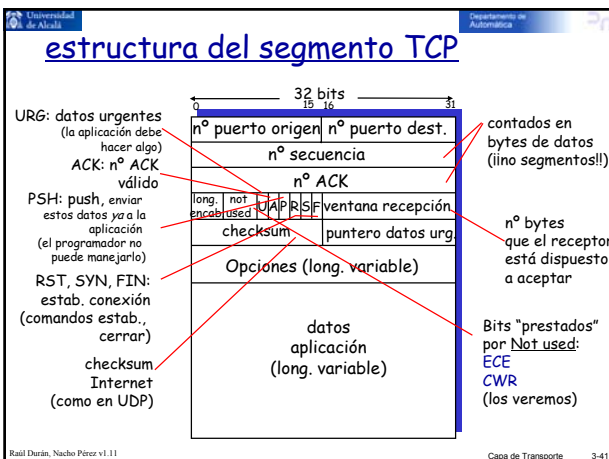 Universidad
de Alcalá
Departamento de
Automática
estructura del segmento TCP
32 bits
0 15 16 31
URG: datos urgentes
(la aplicación debe
hacer algo)
ACK: nº ACK
válido
PSH: push, enviar
estos datos ya a la
aplicación
(el programador no
puede manejarlo)
RST, SYN, FIN:
estab. conexión
(comandos estab.,
cerrar)
checksum
Internet
(como en UDP)
nº puerto origen nº puerto dest.
nº secuencia
nº ACK
long. encab not used U A P R S F ventana recepción
checksum puntero datos urg.
Opciones (long. variable)
datos
aplicación
(long. variable)
contados en
bytes de datos
(¡¡no segmentos!!)
nº bytes
que el receptor
está dispuesto
a aceptar
Bits “prestados”
por Not used:
ECE
CWR
(los veremos)
Raúl Durán, Nacho Pérez v1.11
Capa de Transporte 3-41